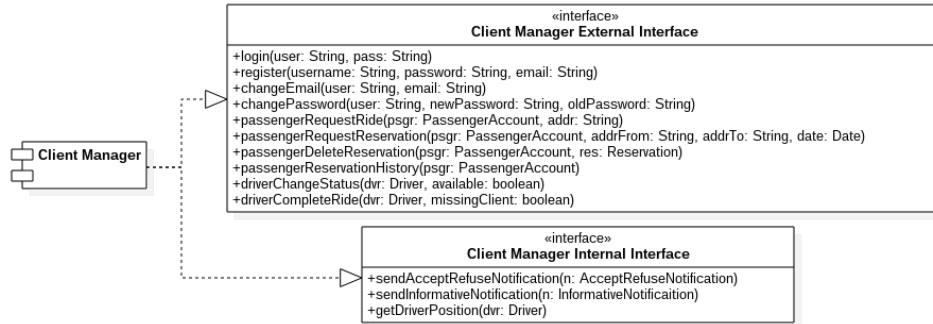 «interface»
Client Manager External Interface
+login(user: String, pass: String)
+register(username: String, password: String, email: String)
+changeEmail(user: String, email: String)
+changePassword(user: String, newPassword: String, oldPassword: String)
+passengerRequestRide(psgr: PassengerAccount, addr: String)
+passengerRequestReservation(psgr: PassengerAccount, addrFrom: String, addrTo: String, date: Date)
+passengerDeleteReservation(psgr: PassengerAccount, res: Reservation)
+passengerReservationHistory(psgr: PassengerAccount)
+driverChangeStatus(dvr: Driver, available: boolean)
+driverCompleteRide(dvr: Driver, missingClient: boolean)
Client Manager
«interface»
Client Manager Internal Interface
+sendAcceptRefuseNotification(n: AcceptRefuseNotification)
+sendInformativeNotification(n: InformativeNotificaition)
+getDriverPosition(dvr: Driver)